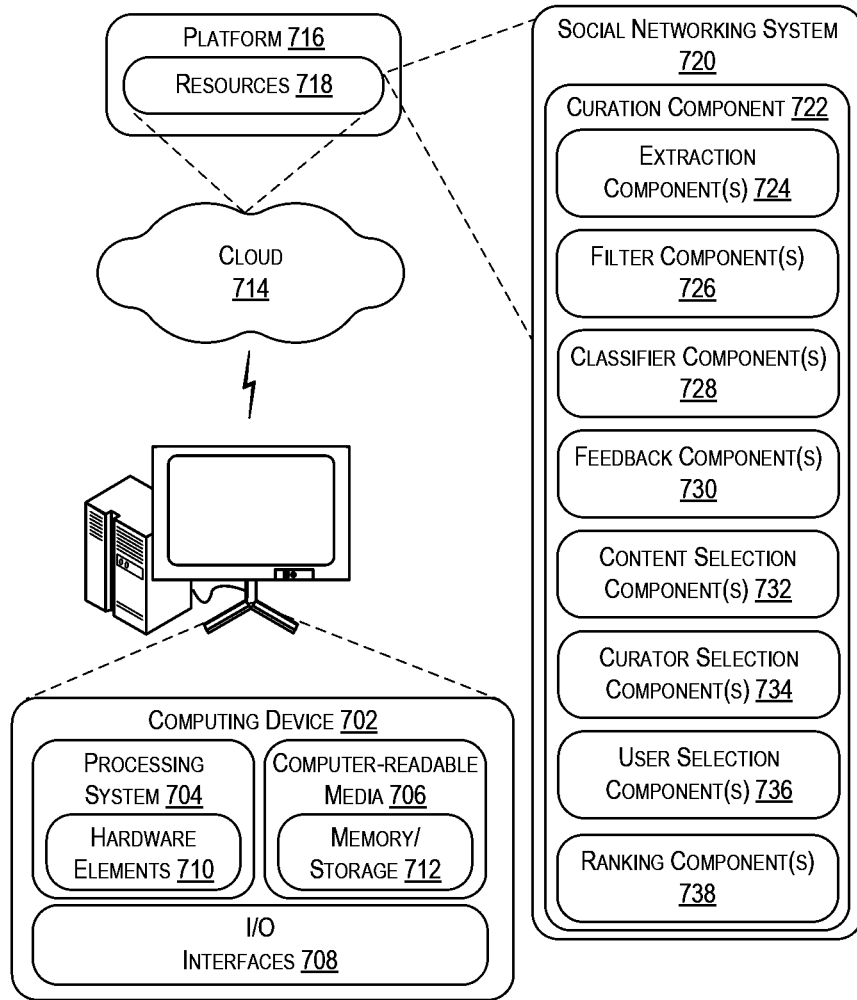 PLATFORM 716
RESOURCES 718
CLOUD
714
COMPUTING DEVICE 702
PROCESSING
SYSTEM 704
HARDWARE
ELEMENTS 710
COMPUTER-READABLE
MEDIA 706
MEMORY/
STORAGE 712
I/O
INTERFACES 708
SOCIAL NETWORKING SYSTEM
720
CURATION COMPONENT 722
EXTRACTION
COMPONENT(S) 724
FILTER COMPONENT(S)
726
CLASSIFIER COMPONENT(S)
728
FEEDBACK COMPONENT(S)
730
CONTENT SELECTION
COMPONENT(S) 732
CURATOR SELECTION
COMPONENT(S) 734
USER SELECTION
COMPONENT(S) 736
RANKING COMPONENT(S)
738